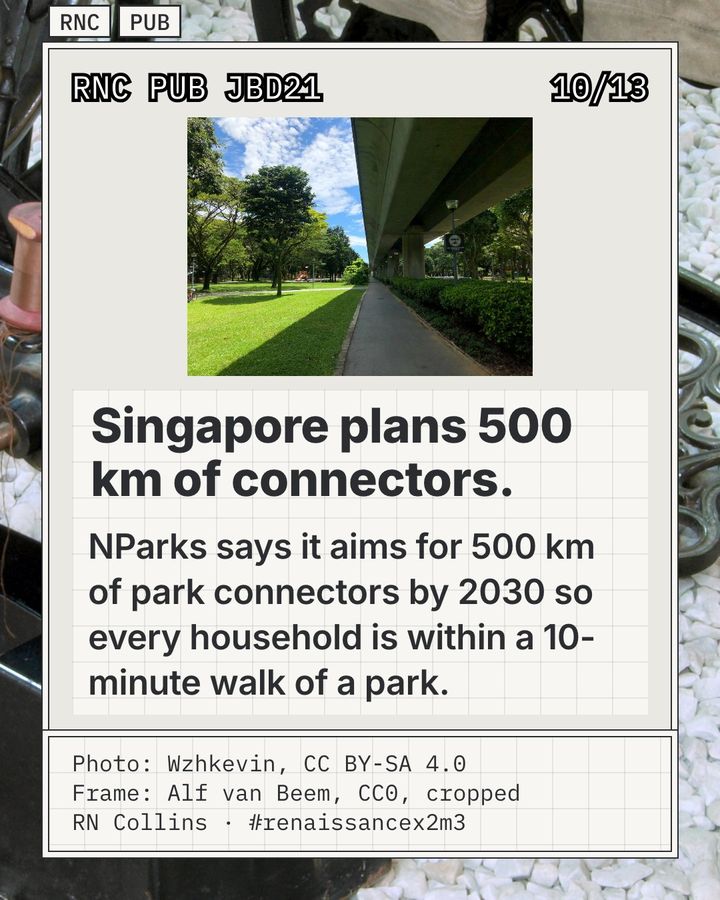 RNC PUB
RNC PUB JBD21 10/13
Singapore plans 500
km of connectors.
NParks says it aims for 500 km
of park connectors by 2030 so
every household is within a 10-
minute walk of a park.
Photo: Wzhkevin, CC BY-SA 4.0
Frame: Alf van Beem, CC0, cropped
RN Collins · #renaissancex2m3